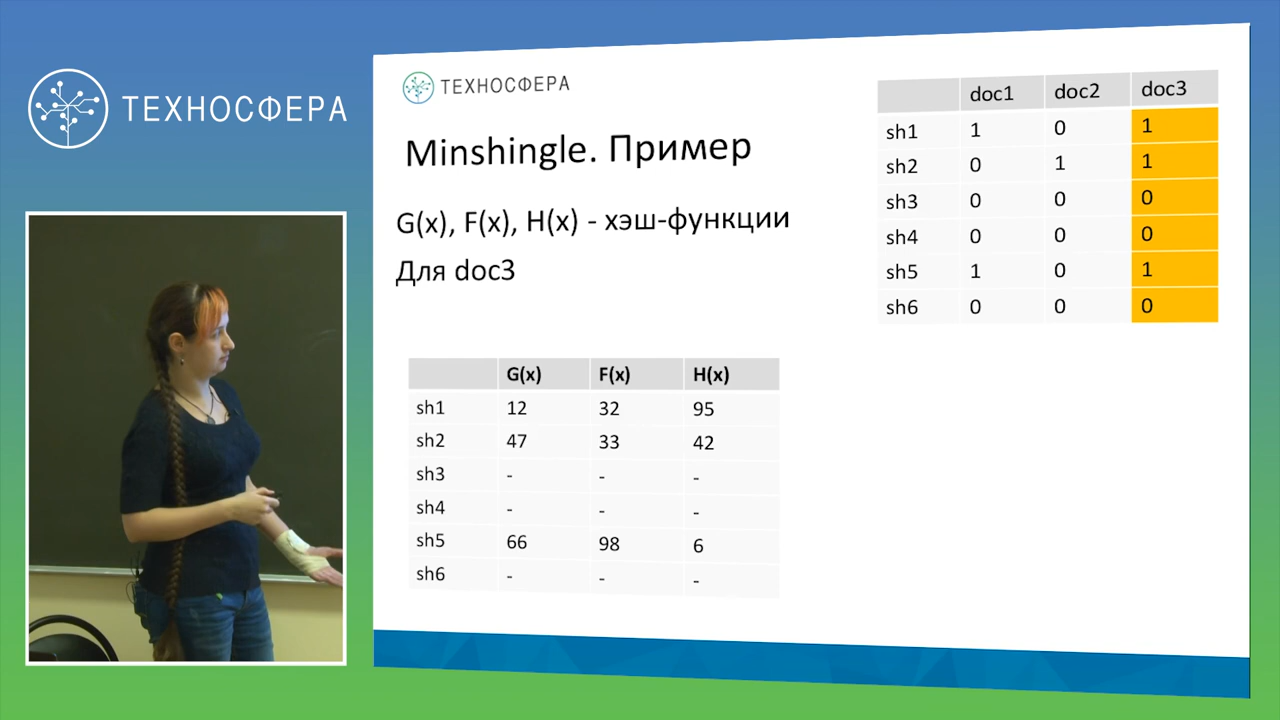 ТЕХНОСФЕРА
ТЕХНОСФЕРА
Minshingle. Пример
G(x), F(x), H(x) - хэш-функции
Для doc3
doc1 doc2 doc3
sh1 1 0 1
sh2 0 1 1
sh3 0 0 0
sh4 0 0 0
sh5 1 0 1
sh6 0 0 0
G(x) F(x) H(x)
sh1 12 32 95
sh2 47 33 42
sh3 - - -
sh4 - - -
sh5 66 98 6
sh6 - - -